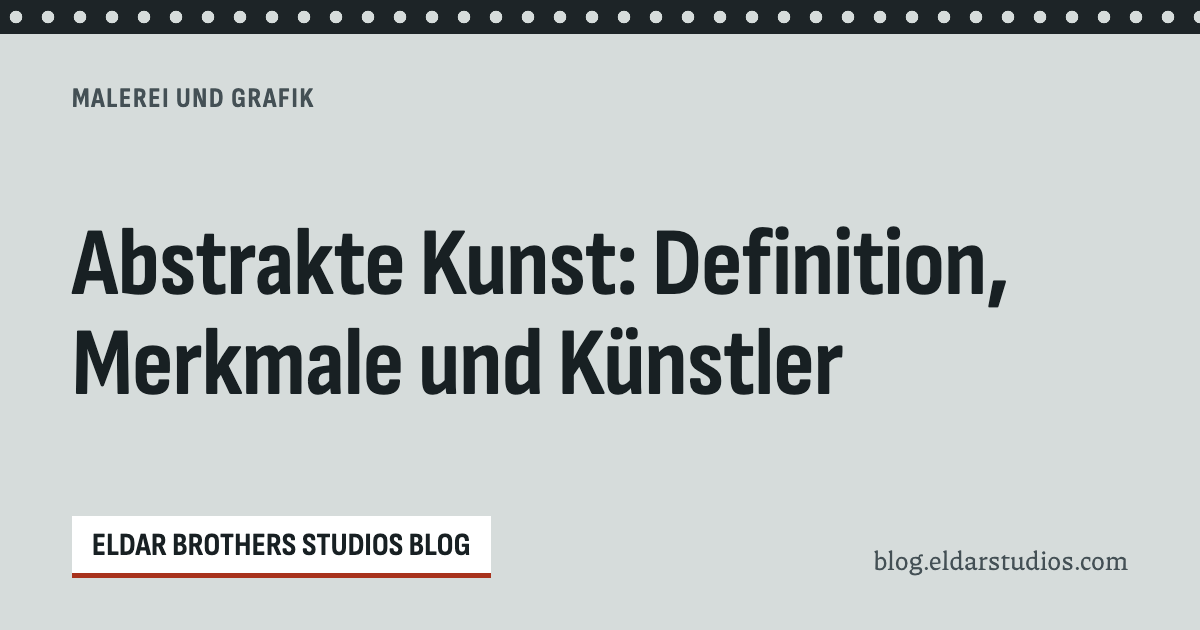 MALEREI UND GRAFIK
Abstrakte Kunst: Definition,
Merkmale und Künstler
ELDAR BROTHERS STUDIOS BLOG
blog.eldarstudios.com